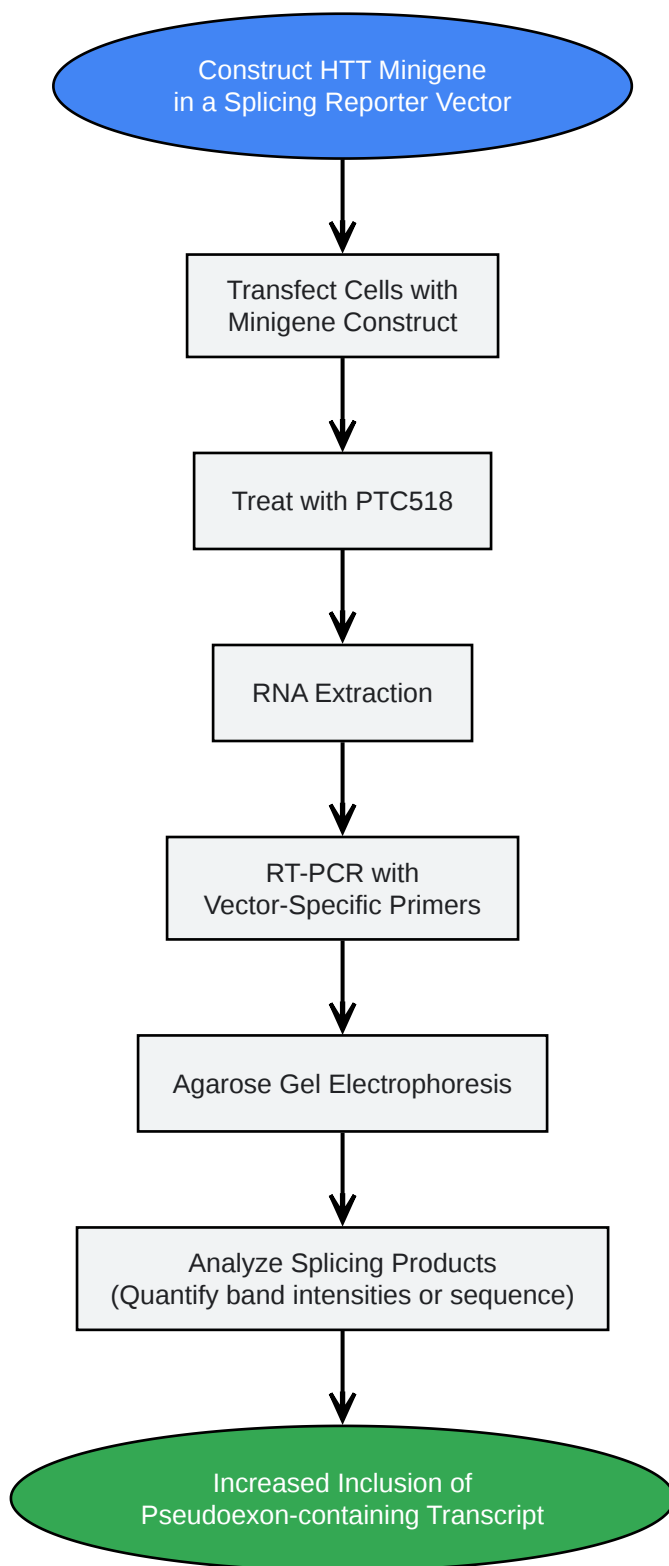 Construct HTT Minigene
in a Splicing Reporter Vector
Transfect Cells with
Minigene Construct
Treat with PTC518
RNA Extraction
RT-PCR with
Vector-Specific Primers
Agarose Gel Electrophoresis
Analyze Splicing Products
(Quantify band intensities or sequence)
Increased Inclusion of
Pseudoexon-containing Transcript